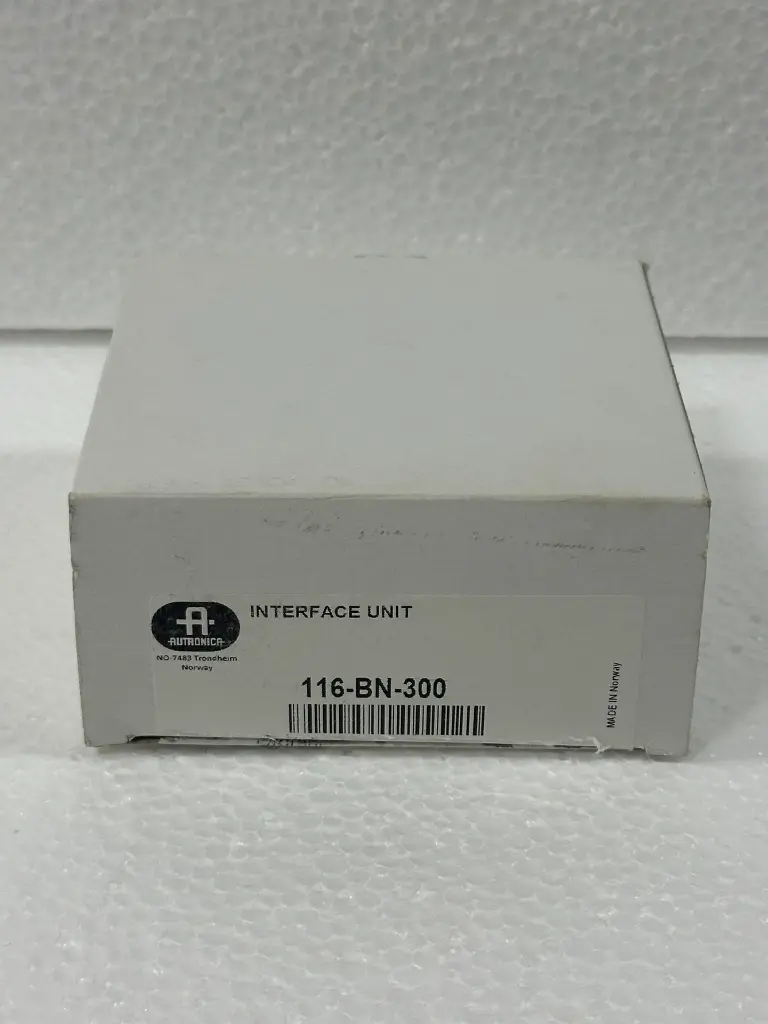 INTERFACE UNIT
A
AUTRONICA
NO-7483 Trondheim
Norway
116-BN-300
MADE IN Norway